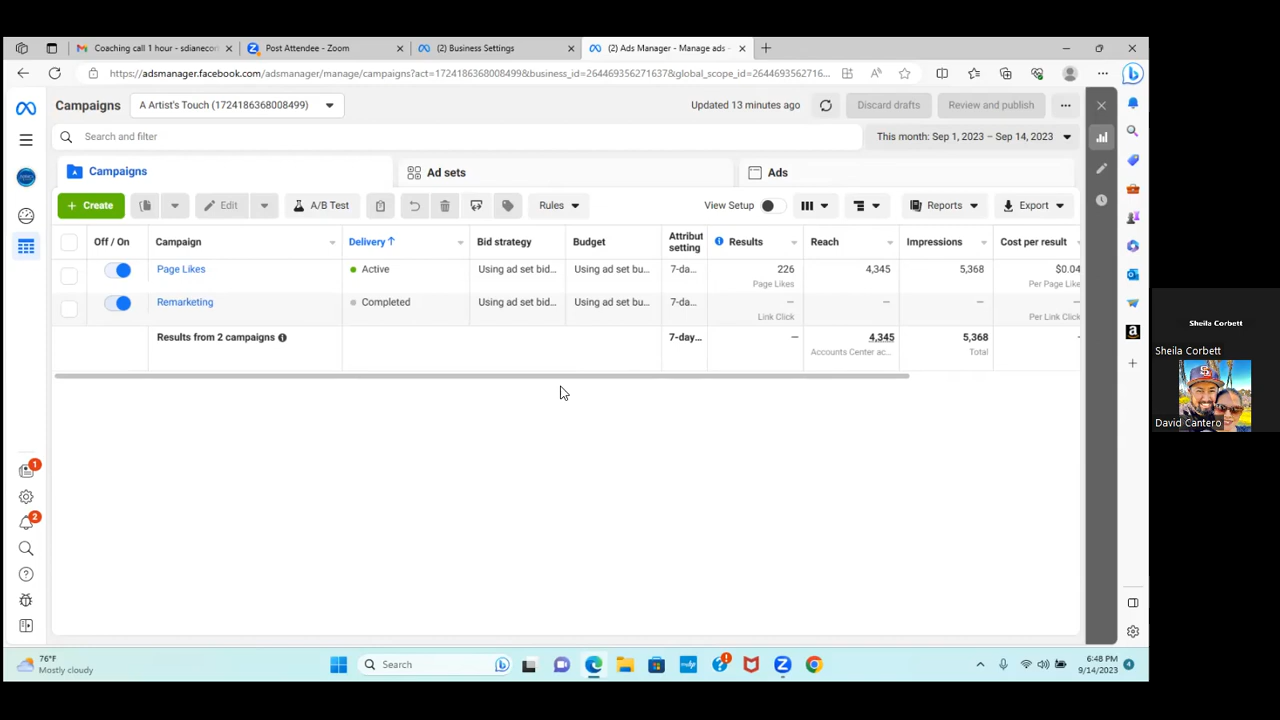 Coaching call 1 hour - sdianecor
Post Attendee - Zoom
(2) Business Settings
(2) Ads Manager - Manage ads -
https://adsmanager.facebook.com/adsmanager/manage/campaigns?act=1724186368008499&business_id=264469356271637&global_scope_id=2644693562716...
Campaigns
A Artist's Touch (1724186368008499)
Updated 13 minutes ago
Discard drafts
Review and publish
Search and filter
This month: Sep 1, 2023 – Sep 14, 2023
Campaigns
Ad sets
Ads
+ Create
Edit
A/B Test
Rules
View Setup
Reports
Export
Off / On
Campaign
Delivery ↑
Bid strategy
Budget
Attribut
setting
Results
Reach
Impressions
Cost per result
Page Likes
Active
Using ad set bid...
Using ad set bu...
7-da...
226
Page Likes
4,345
5,368
$0.04
Per Page Like
Remarketing
Completed
Using ad set bid...
Using ad set bu...
7-da...
—
Link Click
—
—
—
Per Link Click
Results from 2 campaigns
7-day...
—
4,345
Accounts Center ac...
5,368
Total
Sheila Corbett
Sheila Corbett
David Cantero
1
2
76°F
Mostly cloudy
Search
6:48 PM
9/14/2023
4